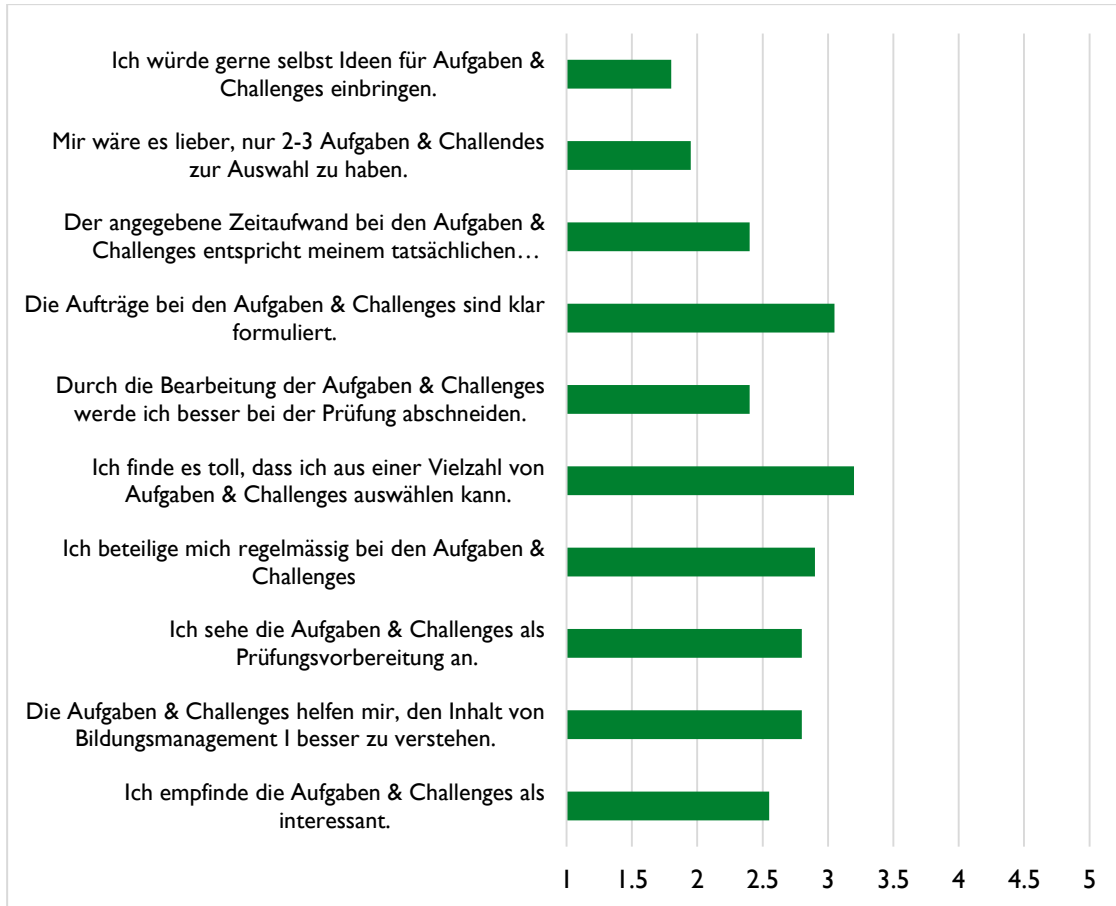 Ich würde gerne selbst Ideen für Aufgaben &
Challenges einbringen.
Mir wäre es lieber, nur 2-3 Aufgaben & Challendes
zur Auswahl zu haben.
Der angegebene Zeitaufwand bei den Aufgaben &
Challenges entspricht meinem tatsächlichen…
Die Aufträge bei den Aufgaben & Challenges sind klar
formuliert.
Durch die Bearbeitung der Aufgaben & Challenges
werde ich besser bei der Prüfung abschneiden.
Ich finde es toll, dass ich aus einer Vielzahl von
Aufgaben & Challenges auswählen kann.
Ich beteilige mich regelmässig bei den Aufgaben &
Challenges
Ich sehe die Aufgaben & Challenges als
Prüfungsvorbereitung an.
Die Aufgaben & Challenges helfen mir, den Inhalt von
Bildungsmanagement I besser zu verstehen.
Ich empfinde die Aufgaben & Challenges als
interessant.
1 1.5 2 2.5 3 3.5 4 4.5 5